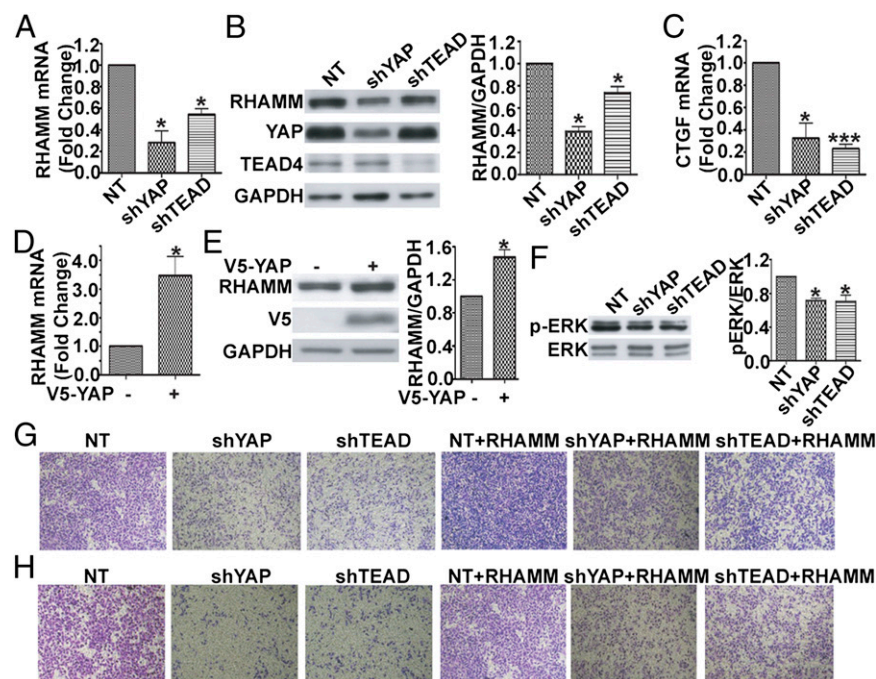 A
RHAMM mRNA
(Fold Change)
1.2
1.0
0.8
0.6
0.4
0.2
0
*
*
NT
shYAP
shTEAD
B
NT
shYAP
shTEAD
RHAMM
YAP
TEAD4
GAPDH
RHAMM/GAPDH
1.2
1.0
0.8
0.6
0.4
0.2
0
*
*
NT
shYAP
shTEAD
C
CTGF mRNA
(Fold Change)
1.2
1.0
0.8
0.6
0.4
0.2
0
*
***
NT
shYAP
shTEAD
D
RHAMM mRNA
(Fold Change)
4.0
3.0
2.0
1.0
0
*
V5-YAP - +
E
V5-YAP - +
RHAMM
V5
GAPDH
RHAMM/GAPDH
1.6
1.2
0.8
0.4
0.0
*
V5-YAP - +
F
NT
shYAP
shTEAD
p-ERK
ERK
pERK/ERK
1.2
0.8
0.4
0.0
*
*
NT
shYAP
shTEAD
G
NT shYAP shTEAD NT+RHAMM shYAP+RHAMM shTEAD+RHAMM
H
NT shYAP shTEAD NT+RHAMM shYAP+RHAMM shTEAD+RHAMM